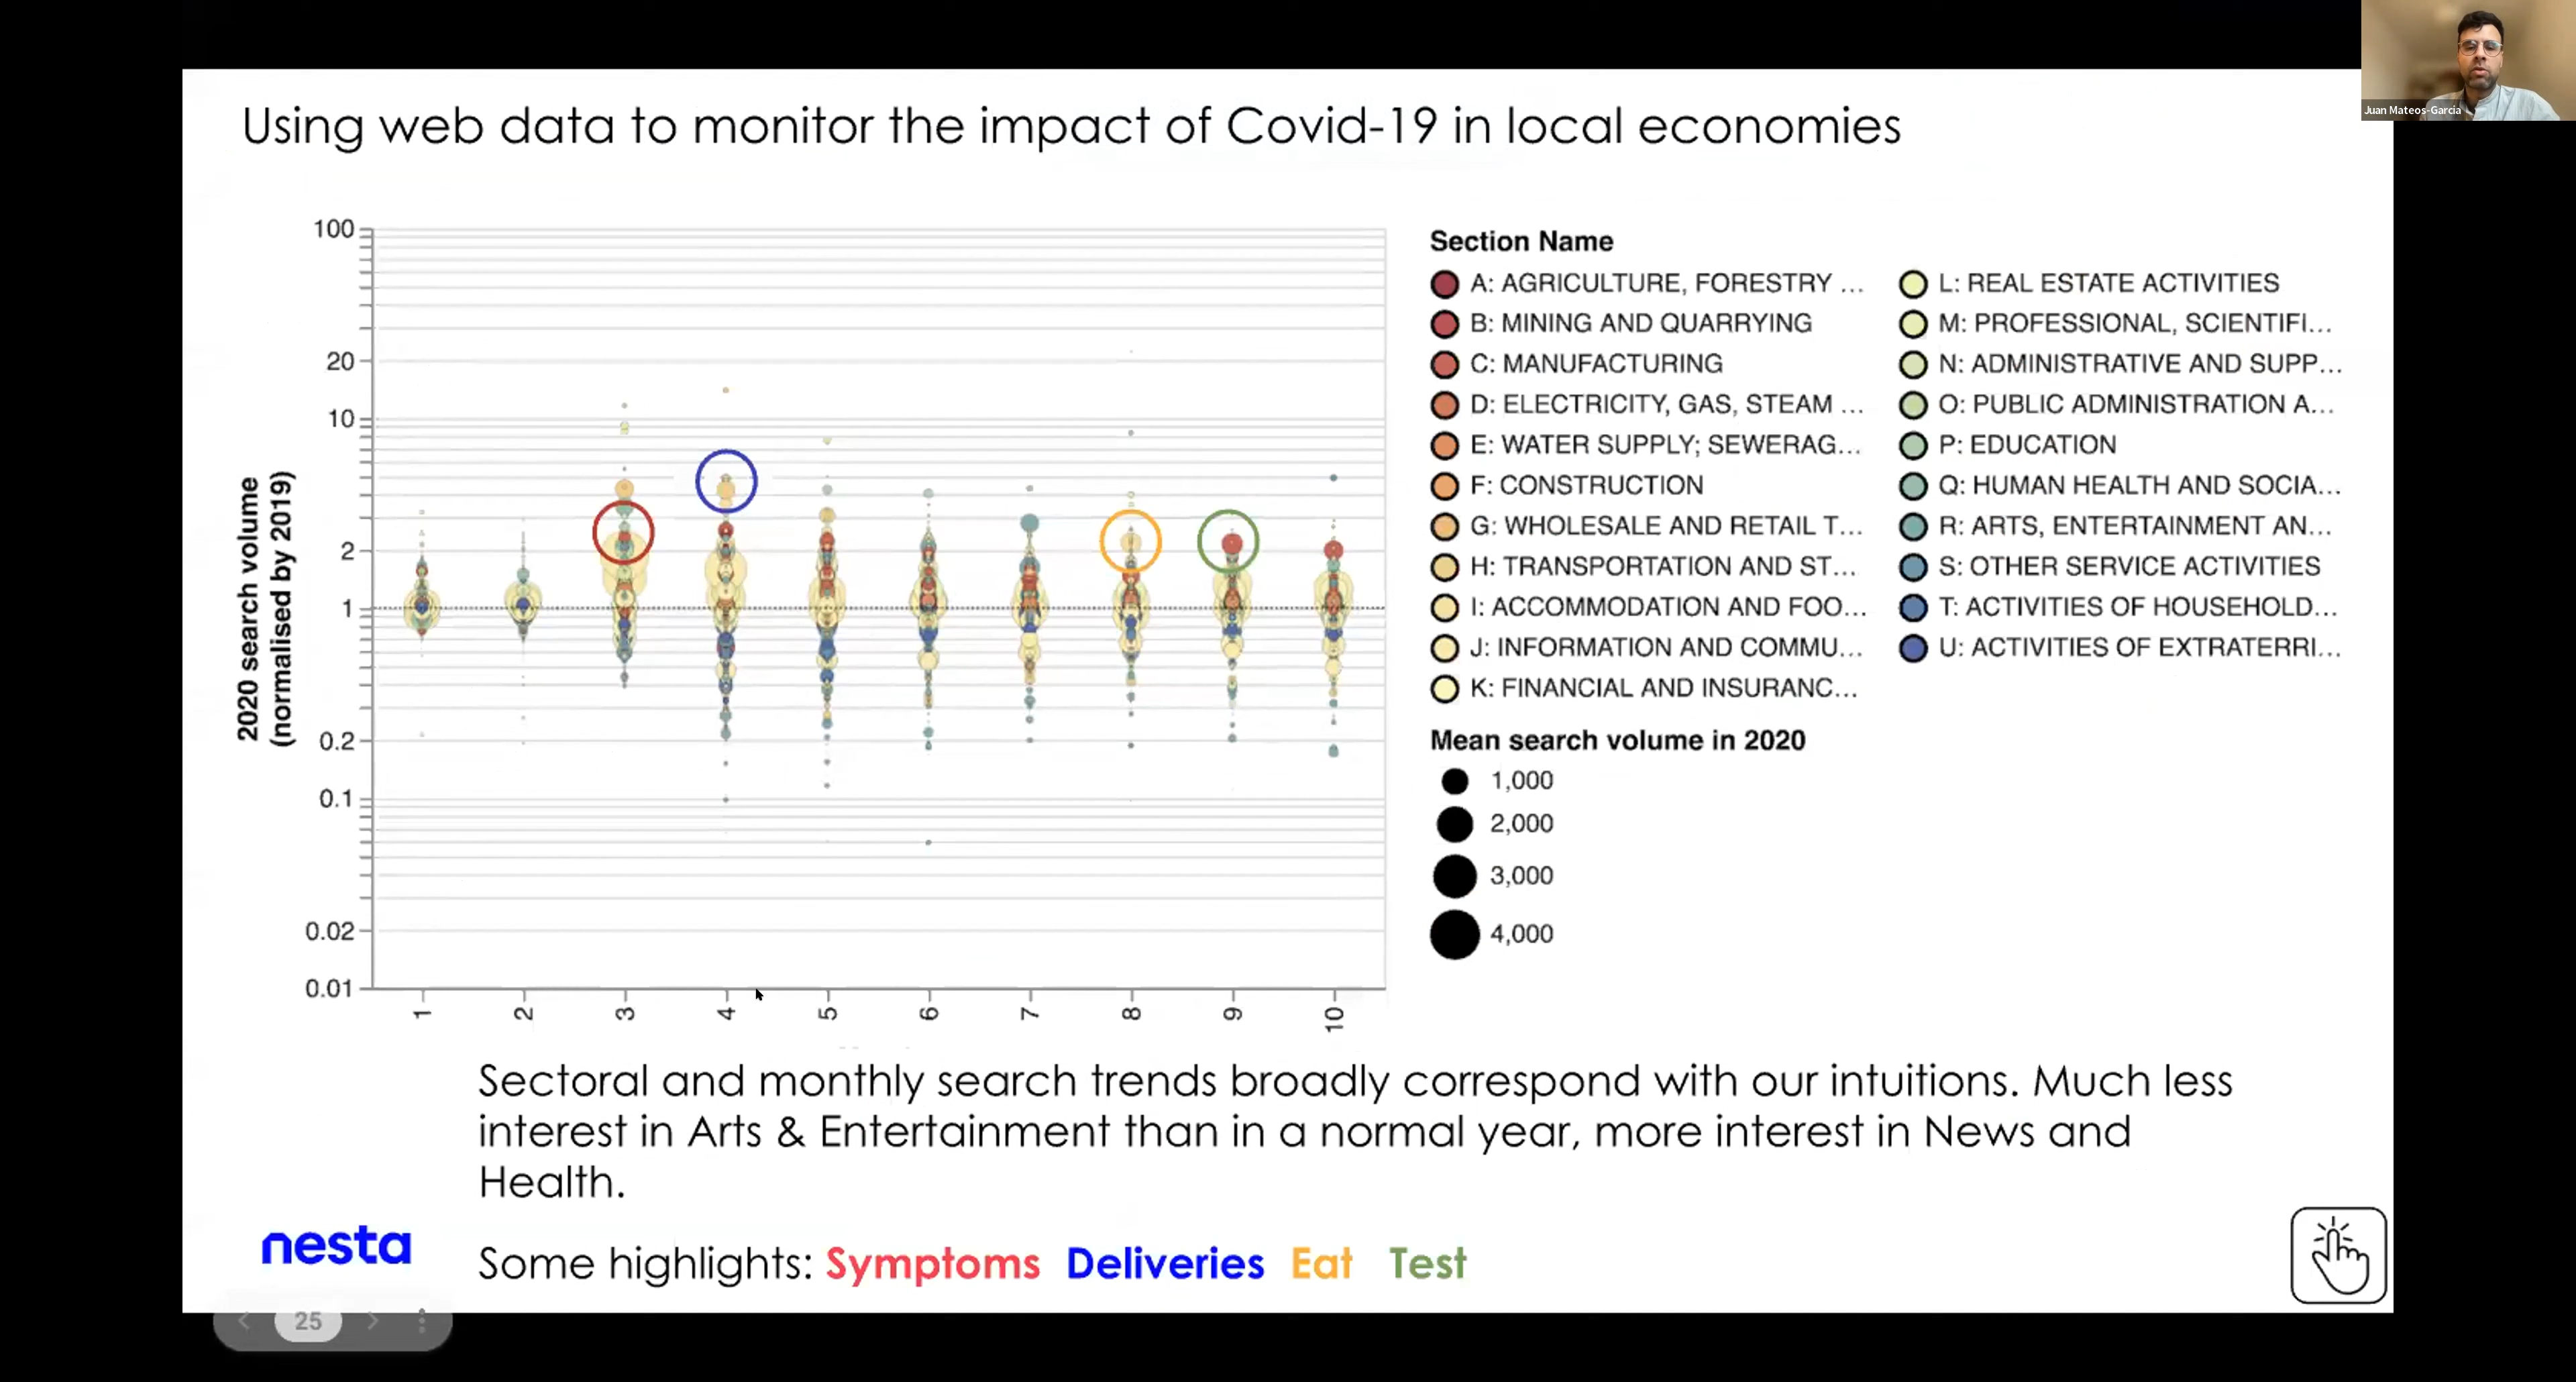 Juan Mateos-Garcia
Using web data to monitor the impact of Covid-19 in local economies
2020 search volume
(normalised by 2019)
100
20
10
2
1
0.2
0.1
0.02
0.01
1
2
3
4
5
6
7
8
9
10
Section Name
A: AGRICULTURE, FORESTRY ...
B: MINING AND QUARRYING
C: MANUFACTURING
D: ELECTRICITY, GAS, STEAM ...
E: WATER SUPPLY; SEWERAG...
F: CONSTRUCTION
G: WHOLESALE AND RETAIL T...
H: TRANSPORTATION AND ST...
I: ACCOMMODATION AND FOO...
J: INFORMATION AND COMMU...
K: FINANCIAL AND INSURANC...
L: REAL ESTATE ACTIVITIES
M: PROFESSIONAL, SCIENTIFI...
N: ADMINISTRATIVE AND SUPP...
O: PUBLIC ADMINISTRATION A...
P: EDUCATION
Q: HUMAN HEALTH AND SOCIA...
R: ARTS, ENTERTAINMENT AN...
S: OTHER SERVICE ACTIVITIES
T: ACTIVITIES OF HOUSEHOLD...
U: ACTIVITIES OF EXTRATERRI...
Mean search volume in 2020
1,000
2,000
3,000
4,000
Sectoral and monthly search trends broadly correspond with our intuitions. Much less
interest in Arts & Entertainment than in a normal year, more interest in News and
Health.
nesta
Some highlights: Symptoms Deliveries Eat Test
25